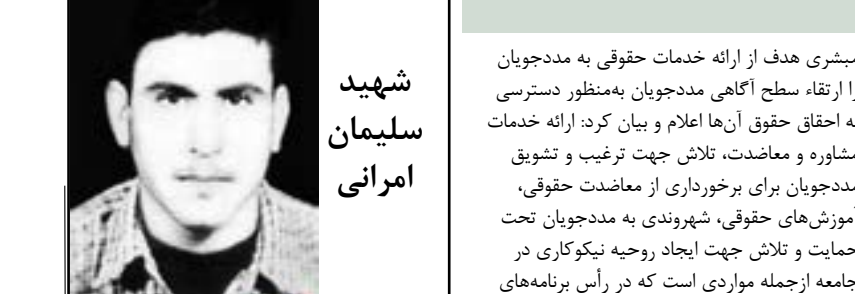 مبشری هدف از ارائه خدمات حقوقی به مددجویان
را ارتقاء سطح آگاهی مددجویان به‌منظور دسترسی
به احقاق حقوق آن‌ها اعلام و بیان کرد: ارائه خدمات
مشاوره و معاضدت، تلاش جهت ترغیب و تشویق
مددجویان برای برخورداری از معاضدت حقوقی،
آموزش‌های حقوقی، شهروندی به مددجویان تحت
حمایت و تلاش جهت ایجاد روحیه نیکوکاری در
جامعه ازجمله مواردی است که در رأس برنامه‌های
شهید
سلیمان
امرانی